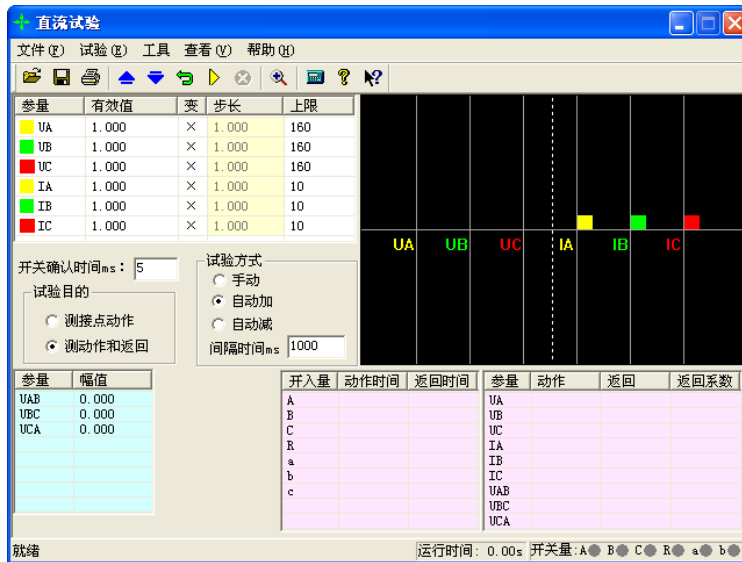 直流试验
文件(F) 试验(E) 工具 查看(V) 帮助(H)
参量 有效值 变 步长 上限
UA 1.000 × 1.000 160
UB 1.000 × 1.000 160
UC 1.000 × 1.000 160
IA 1.000 × 1.000 10
IB 1.000 × 1.000 10
IC 1.000 × 1.000 10
UA UB UC IA IB IC
开关确认时间ms: 5
试验目的
测接点动作
测动作和返回
试验方式
手动
自动加
自动减
间隔时间ms 1000
参量 幅值
UAB 0.000
UBC 0.000
UCA 0.000
开入量 动作时间 返回时间
A
B
C
R
a
b
c
参量 动作 返回 返回系数
UA
UB
UC
IA
IB
IC
UAB
UBC
UCA
就绪
运行时间: 0.00s 开关量:A B C R a b